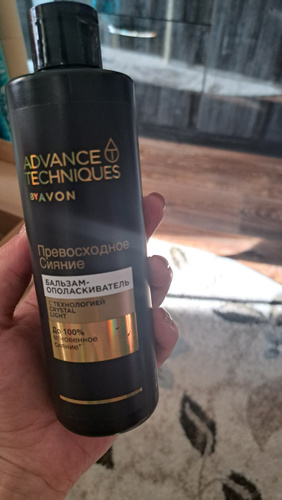 ADVANCE
TECHNIQUES
BY AVON
Превосходное
Сияние
БАЛЬЗАМ-
ОПОЛАСКИВАТЕЛЬ
С ТЕХНОЛОГИЕЙ
CRYSTAL
LIGHT
До 100%
мгновенное
сияние*